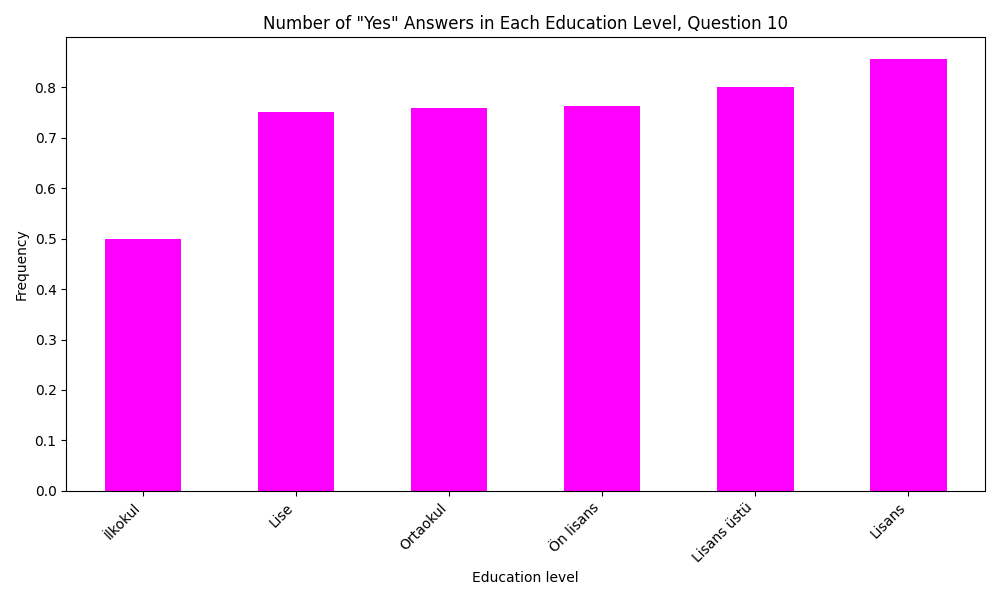 Number of "Yes" Answers in Each Education Level, Question 10
Frequency
0.8
0.7
0.6
0.5
0.4
0.3
0.2
0.1
0.0
İlkokul
Lise
Ortaokul
Ön lisans
Lisans üstü
Lisans
Education level